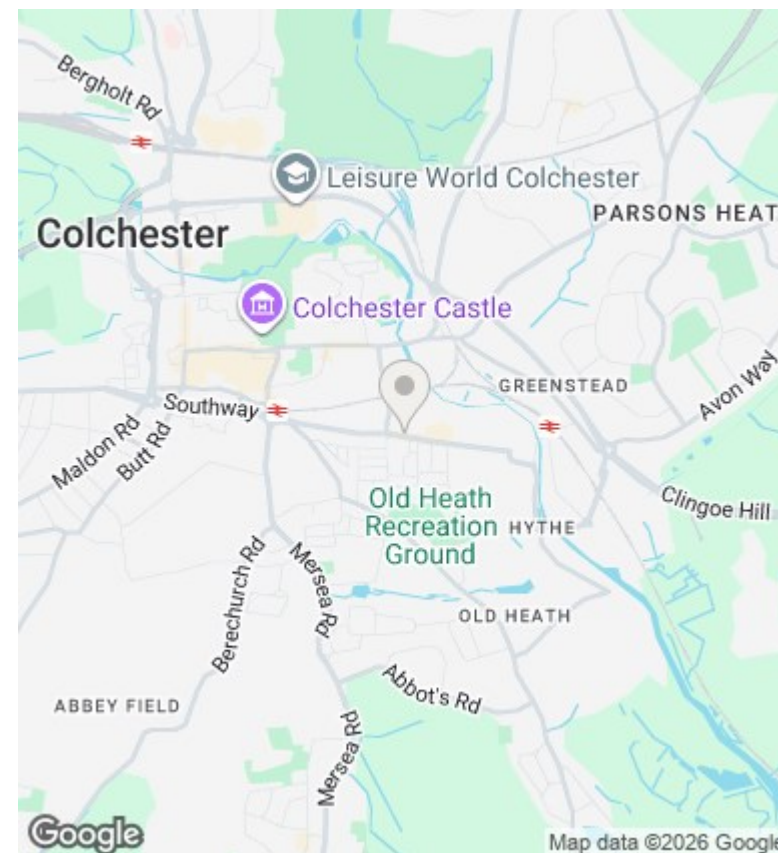 Bergholt Rd
Leisure World Colchester
PARSONS HEAT
Colchester
Colchester Castle
GREENSTEAD
Avon Way
Southway
Maldon Rd
Butt Rd
Clingoe Hill
Old Heath
Recreation
Ground
HYTHE
Berechurch Rd
Mersea Rd
OLD HEATH
Abbot's Rd
ABBEY FIELD
Mersea Rd
Google
Map data ©2026 Google